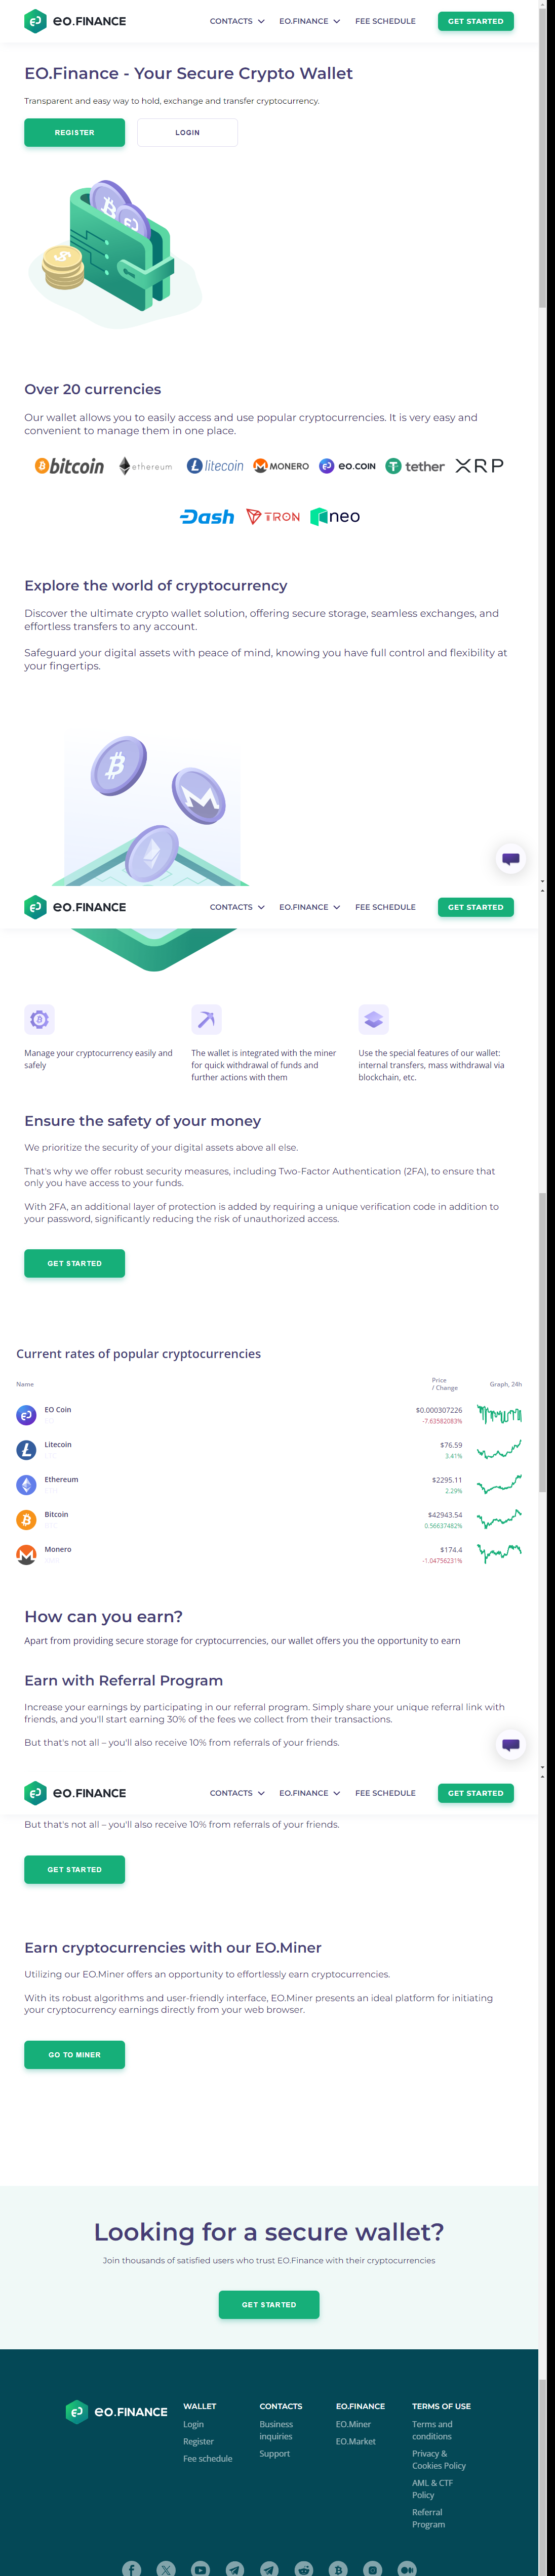 EO.FINANCE
CONTACTS EO.FINANCE FEE SCHEDULE GET STARTED
EO.Finance - Your Secure Crypto Wallet
Transparent and easy way to hold, exchange and transfer cryptocurrency.
REGISTER LOGIN
Over 20 currencies
Our wallet allows you to easily access and use popular cryptocurrencies. It is very easy and
convenient to manage them in one place.
bitcoin ethereum litecoin MONERO eo.COIN tether XRP
Dash TRON neo
Explore the world of cryptocurrency
Discover the ultimate crypto wallet solution, offering secure storage, seamless exchanges, and
effortless transfers to any account.
Safeguard your digital assets with peace of mind, knowing you have full control and flexibility at
your fingertips.
EO.FINANCE
CONTACTS EO.FINANCE FEE SCHEDULE GET STARTED
Manage your cryptocurrency easily and
safely
The wallet is integrated with the miner
for quick withdrawal of funds and
further actions with them
Use the special features of our wallet:
internal transfers, mass withdrawal via
blockchain, etc.
Ensure the safety of your money
We prioritize the security of your digital assets above all else.
That's why we offer robust security measures, including Two-Factor Authentication (2FA), to ensure that
only you have access to your funds.
With 2FA, an additional layer of protection is added by requiring a unique verification code in addition to
your password, significantly reducing the risk of unauthorized access.
GET STARTED
Current rates of popular cryptocurrencies
Name Price / Change Graph, 24h
EO Coin $0.000307226
-7.63582083%
Litecoin $76.59
3.41%
Ethereum $2295.11
2.29%
Bitcoin $42943.54
0.56637482%
Monero $174.4
-1.04756231%
How can you earn?
Apart from providing secure storage for cryptocurrencies, our wallet offers you the opportunity to earn
Earn with Referral Program
Increase your earnings by participating in our referral program. Simply share your unique referral link with
friends, and you'll start earning 30% of the fees we collect from their transactions.
But that's not all – you'll also receive 10% from referrals of your friends.
EO.FINANCE
CONTACTS EO.FINANCE FEE SCHEDULE GET STARTED
But that's not all – you'll also receive 10% from referrals of your friends.
GET STARTED
Earn cryptocurrencies with our EO.Miner
Utilizing our EO.Miner offers an opportunity to effortlessly earn cryptocurrencies.
With its robust algorithms and user-friendly interface, EO.Miner presents an ideal platform for initiating
your cryptocurrency earnings directly from your web browser.
GO TO MINER
Looking for a secure wallet?
Join thousands of satisfied users who trust EO.Finance with their cryptocurrencies
GET STARTED
EO.FINANCE
WALLET
Login
Register
Fee schedule
CONTACTS
Business
inquiries
Support
EO.FINANCE
EO.Miner
EO.Market
TERMS OF USE
Terms and
conditions
Privacy &
Cookies Policy
AML & CTF
Policy
Referral
Program